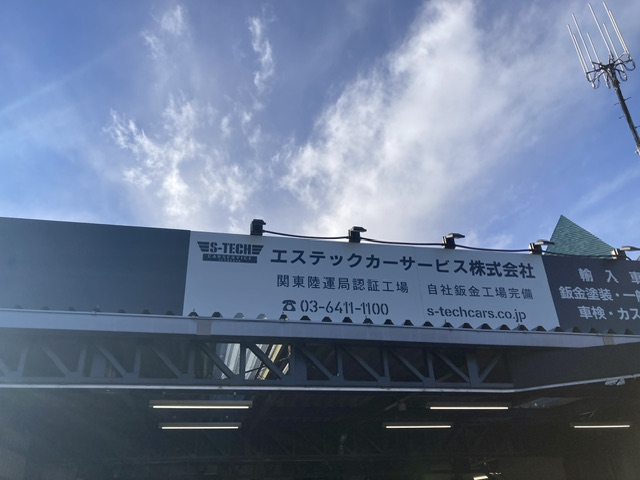 S-TECH
エステックカーサービス株式会社
関東陸運局認証工場 自社鈑金工場完備
☎03-6411-1100 s-techcars.co.jp
輸入車
鈑金塗装・一
車検・カス